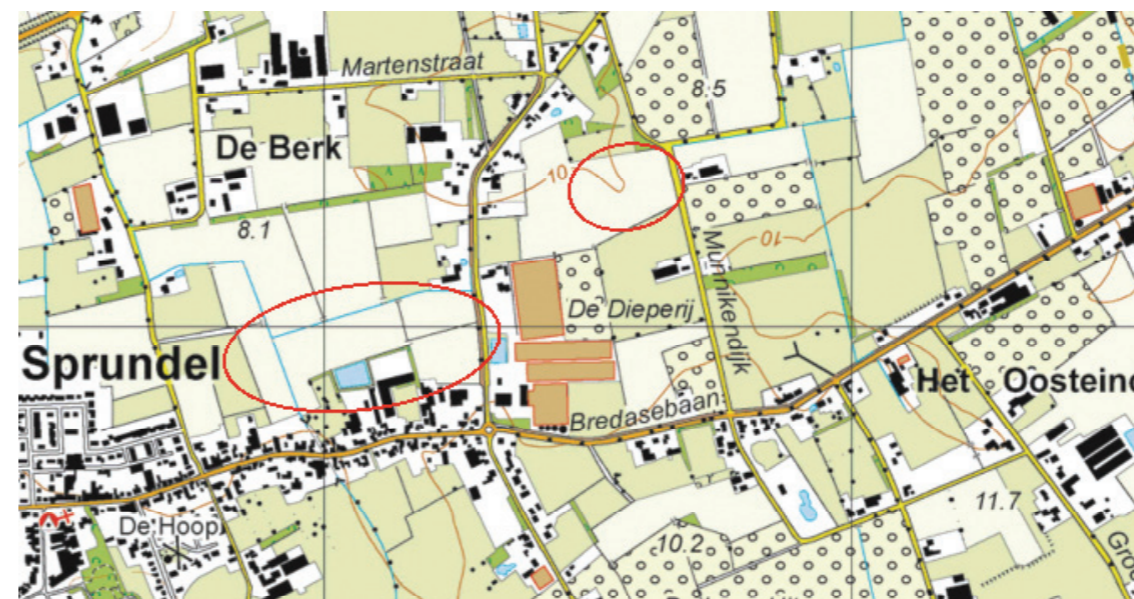 Martenstraat
8.5
De Berk
10
8.1
Munnikendijk
10
De Dieperij
Sprundel
Het Oosteind
Bredasebaan
11.7
De Hoop
10.2